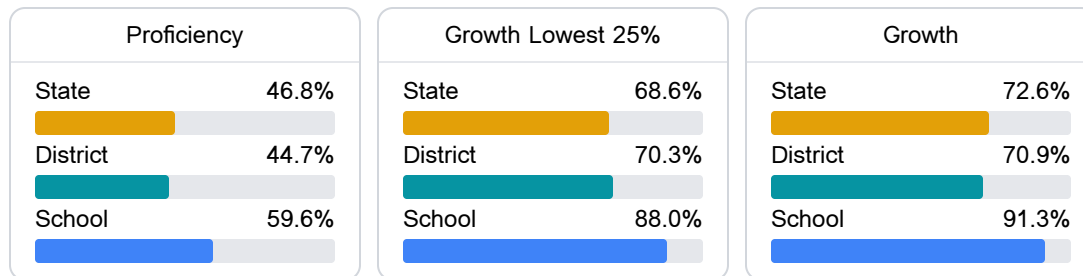 Proficiency
State 46.8%
District 44.7%
School 59.6%
Growth Lowest 25%
State 68.6%
District 70.3%
School 88.0%
Growth
State 72.6%
District 70.9%
School 91.3%